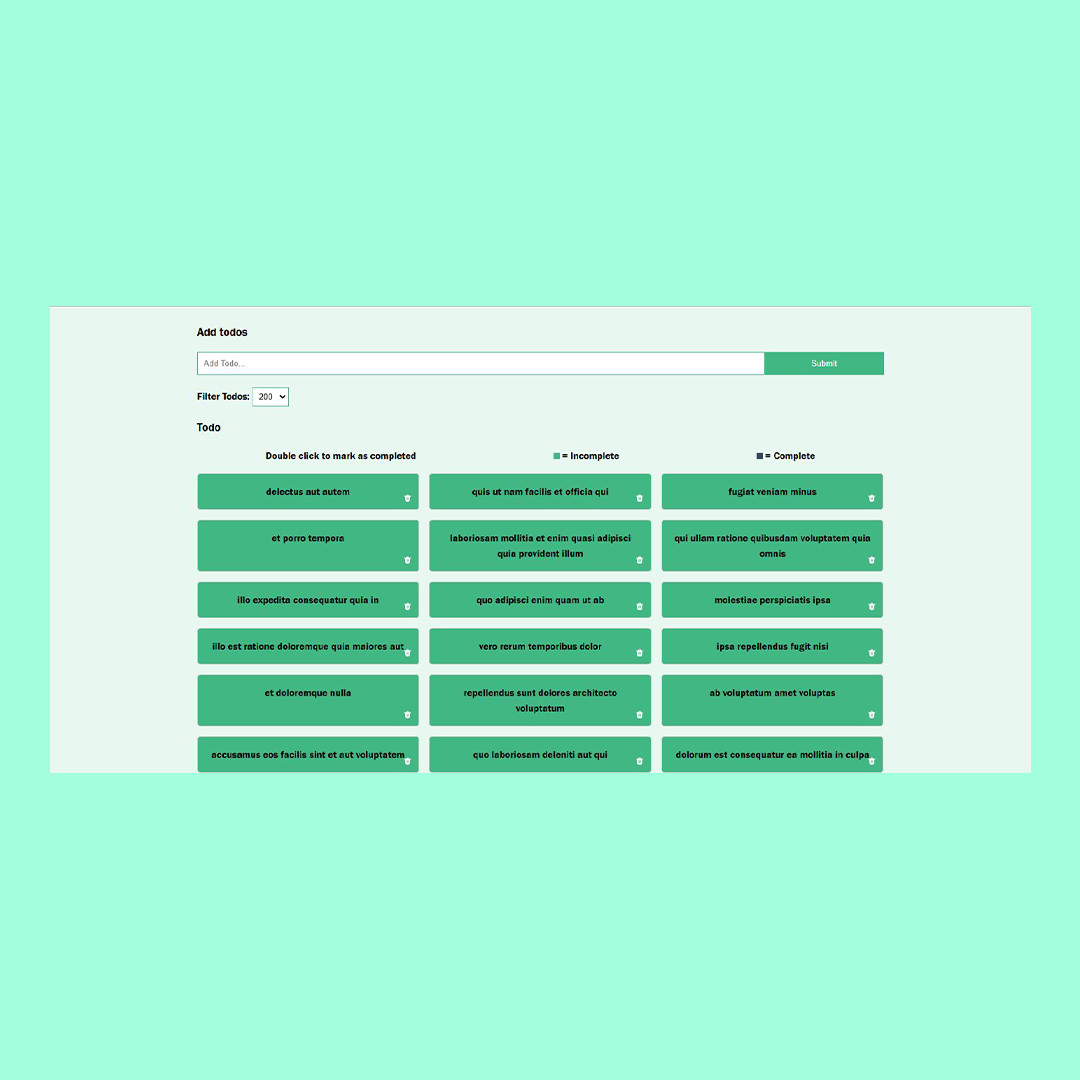 Add todos
Add Todo...
Submit
Filter Todos: 200
Todo
Double click to mark as completed
= Incomplete
= Complete
delectus aut autem
quis ut nam facilis et officia qui
fugiat veniam minus
et porro tempora
laboriosam mollitia et enim quasi adipisci
quia provident illum
qui ullam ratione quibusdam voluptatem quia
omnis
illo expedita consequatur quia in
quo adipisci enim quam ut ab
molestiae perspiciatis ipsa
illo est ratione doloremque quia maiores aut
vero rerum temporibus dolor
ipsa repellendus fugit nisi
et doloremque nulla
repellendus sunt dolores architecto
voluptatum
ab voluptatum amet voluptas
accusamus eos facilis sint et aut voluptatem
quo laboriosam deleniti aut qui
dolorum est consequatur ea mollitia in culpa